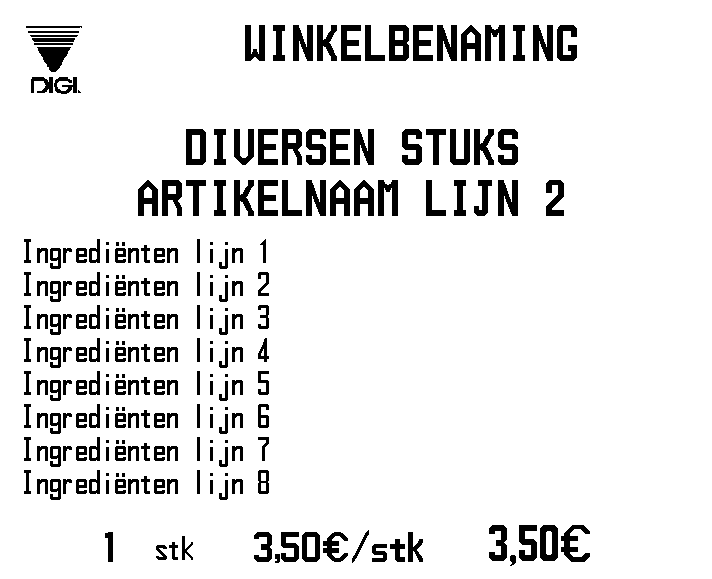 WINKELBENAMING
DIGI.
DIVERSEN STUKS
ARTIKELNAAM LIJN 2
Ingrediënten lijn 1
Ingrediënten lijn 2
Ingrediënten lijn 3
Ingrediënten lijn 4
Ingrediënten lijn 5
Ingrediënten lijn 6
Ingrediënten lijn 7
Ingrediënten lijn 8
1 stk 3,50€/stk 3,50€